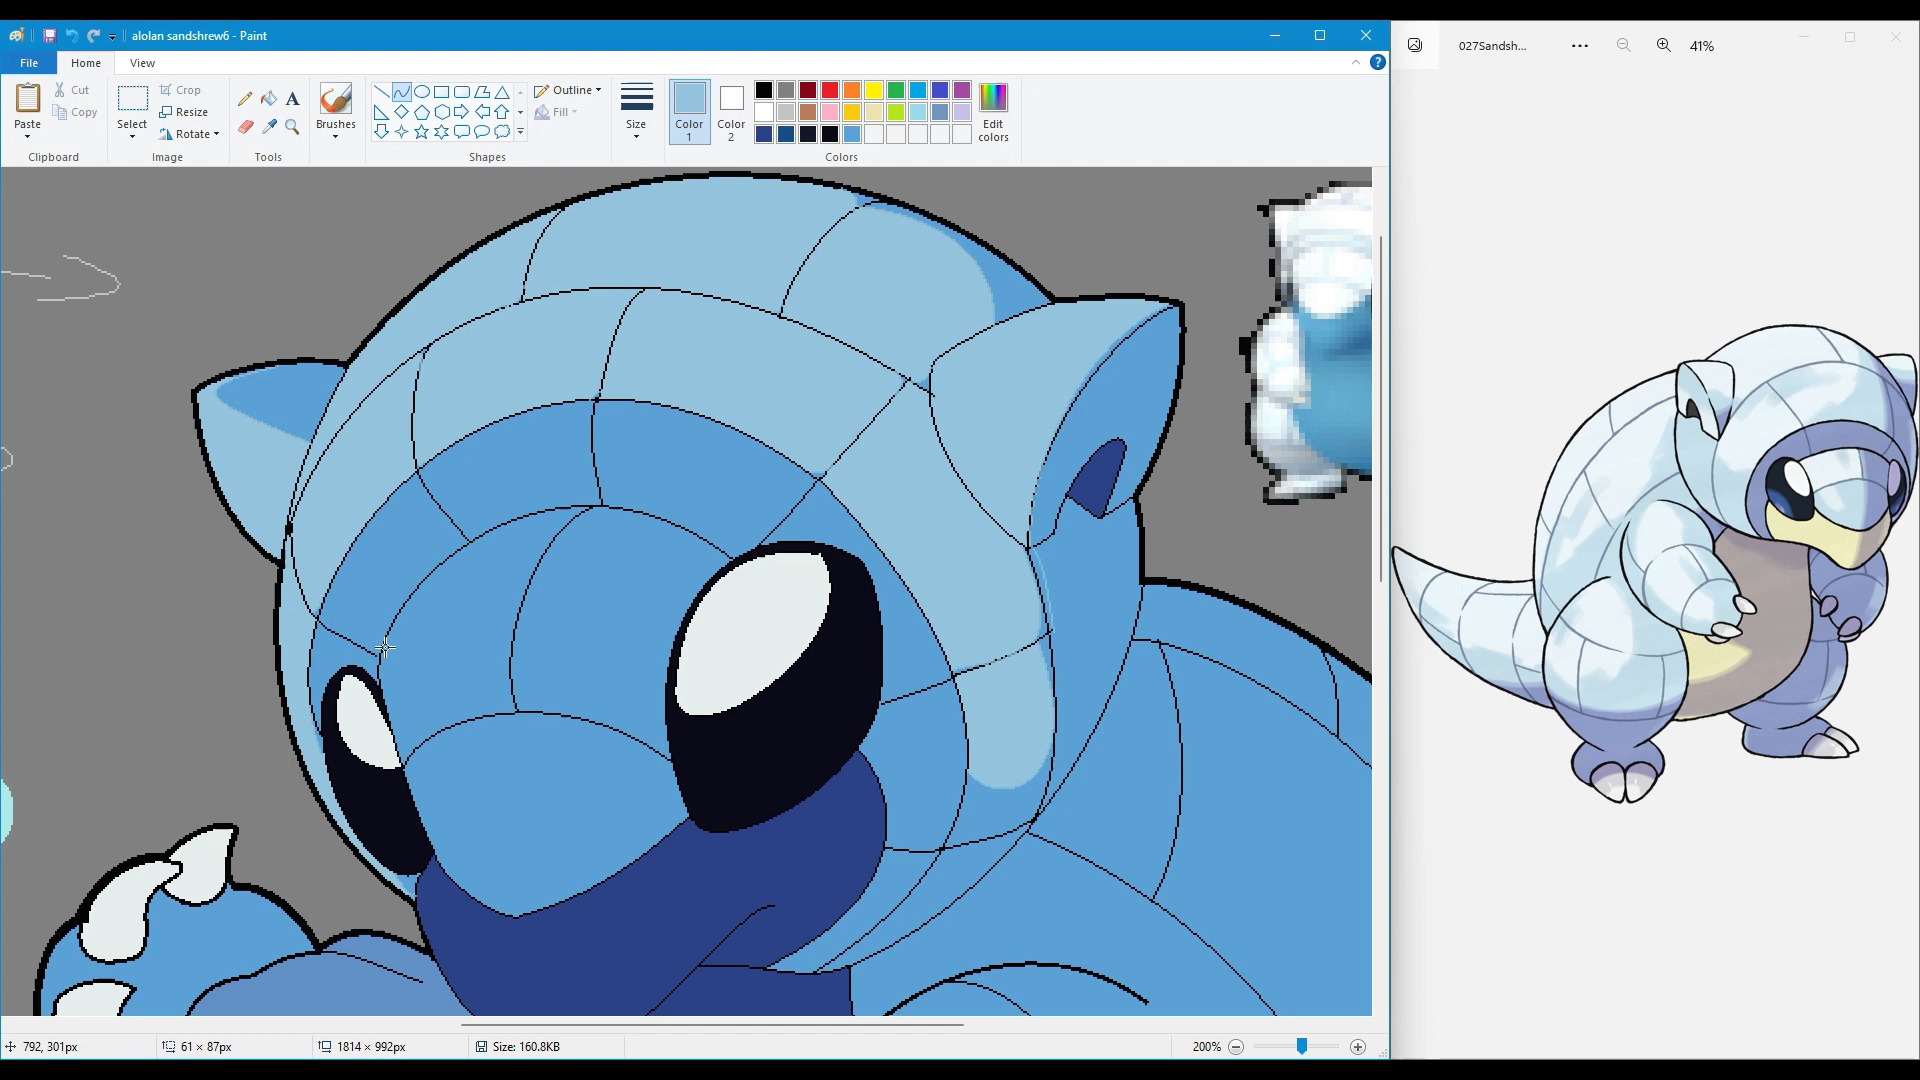 alolan sandshrew6 - Paint
027Sandsh...
41%
File
Home
View
Paste
Cut
Copy
Clipboard
Select
Crop
Resize
Rotate
Image
Tools
Brushes
Shapes
Outline
Fill
Size
Color
1
Color
2
Edit
colors
Colors
792, 301px
61 × 87px
1814 × 992px
Size: 160.8KB
200%